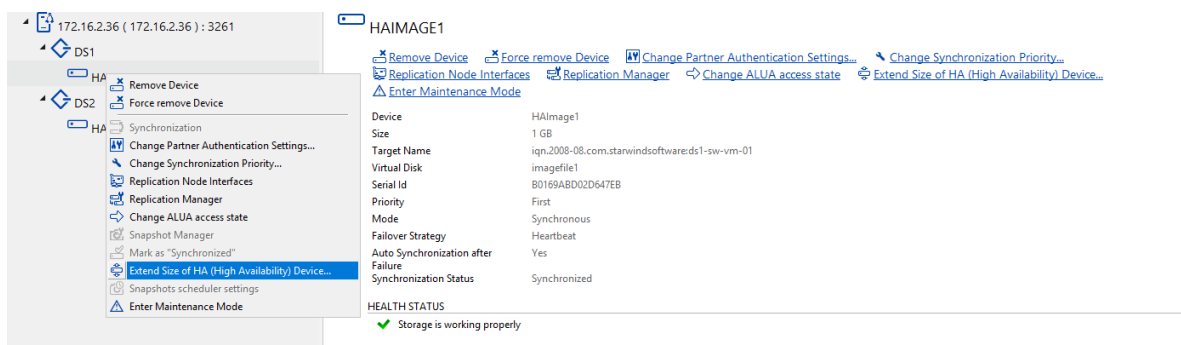 172.16.2.36 ( 172.16.2.36 ) : 3261
DS1
HA
DS2
HA
Remove Device
Force remove Device
Synchronization
Change Partner Authentication Settings...
Change Synchronization Priority...
Replication Node Interfaces
Replication Manager
Change ALUA access state
Snapshot Manager
Mark as "Synchronized"
Extend Size of HA (High Availability) Device...
Snapshots scheduler settings
Enter Maintenance Mode
HAIMAGE1
Remove Device Force remove Device Change Partner Authentication Settings... Change Synchronization Priority...
Replication Node Interfaces Replication Manager Change ALUA access state Extend Size of HA (High Availability) Device...
Enter Maintenance Mode
Device HAImage1
Size 1 GB
Target Name iqn.2008-08.com.starwindsoftware:ds1-sw-vm-01
Virtual Disk imagefile1
Serial Id B0169ABD02D647EB
Priority First
Mode Synchronous
Failover Strategy Heartbeat
Auto Synchronization after Yes
Failure
Synchronization Status Synchronized
HEALTH STATUS
Storage is working properly